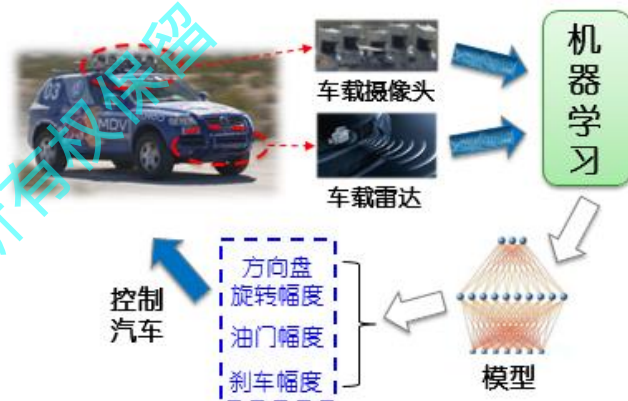 车载摄像头
车载雷达
机
器
学
习
03
MDV
所有权保留
控制
汽车
方向盘
旋转幅度
油门幅度
刹车幅度
模型